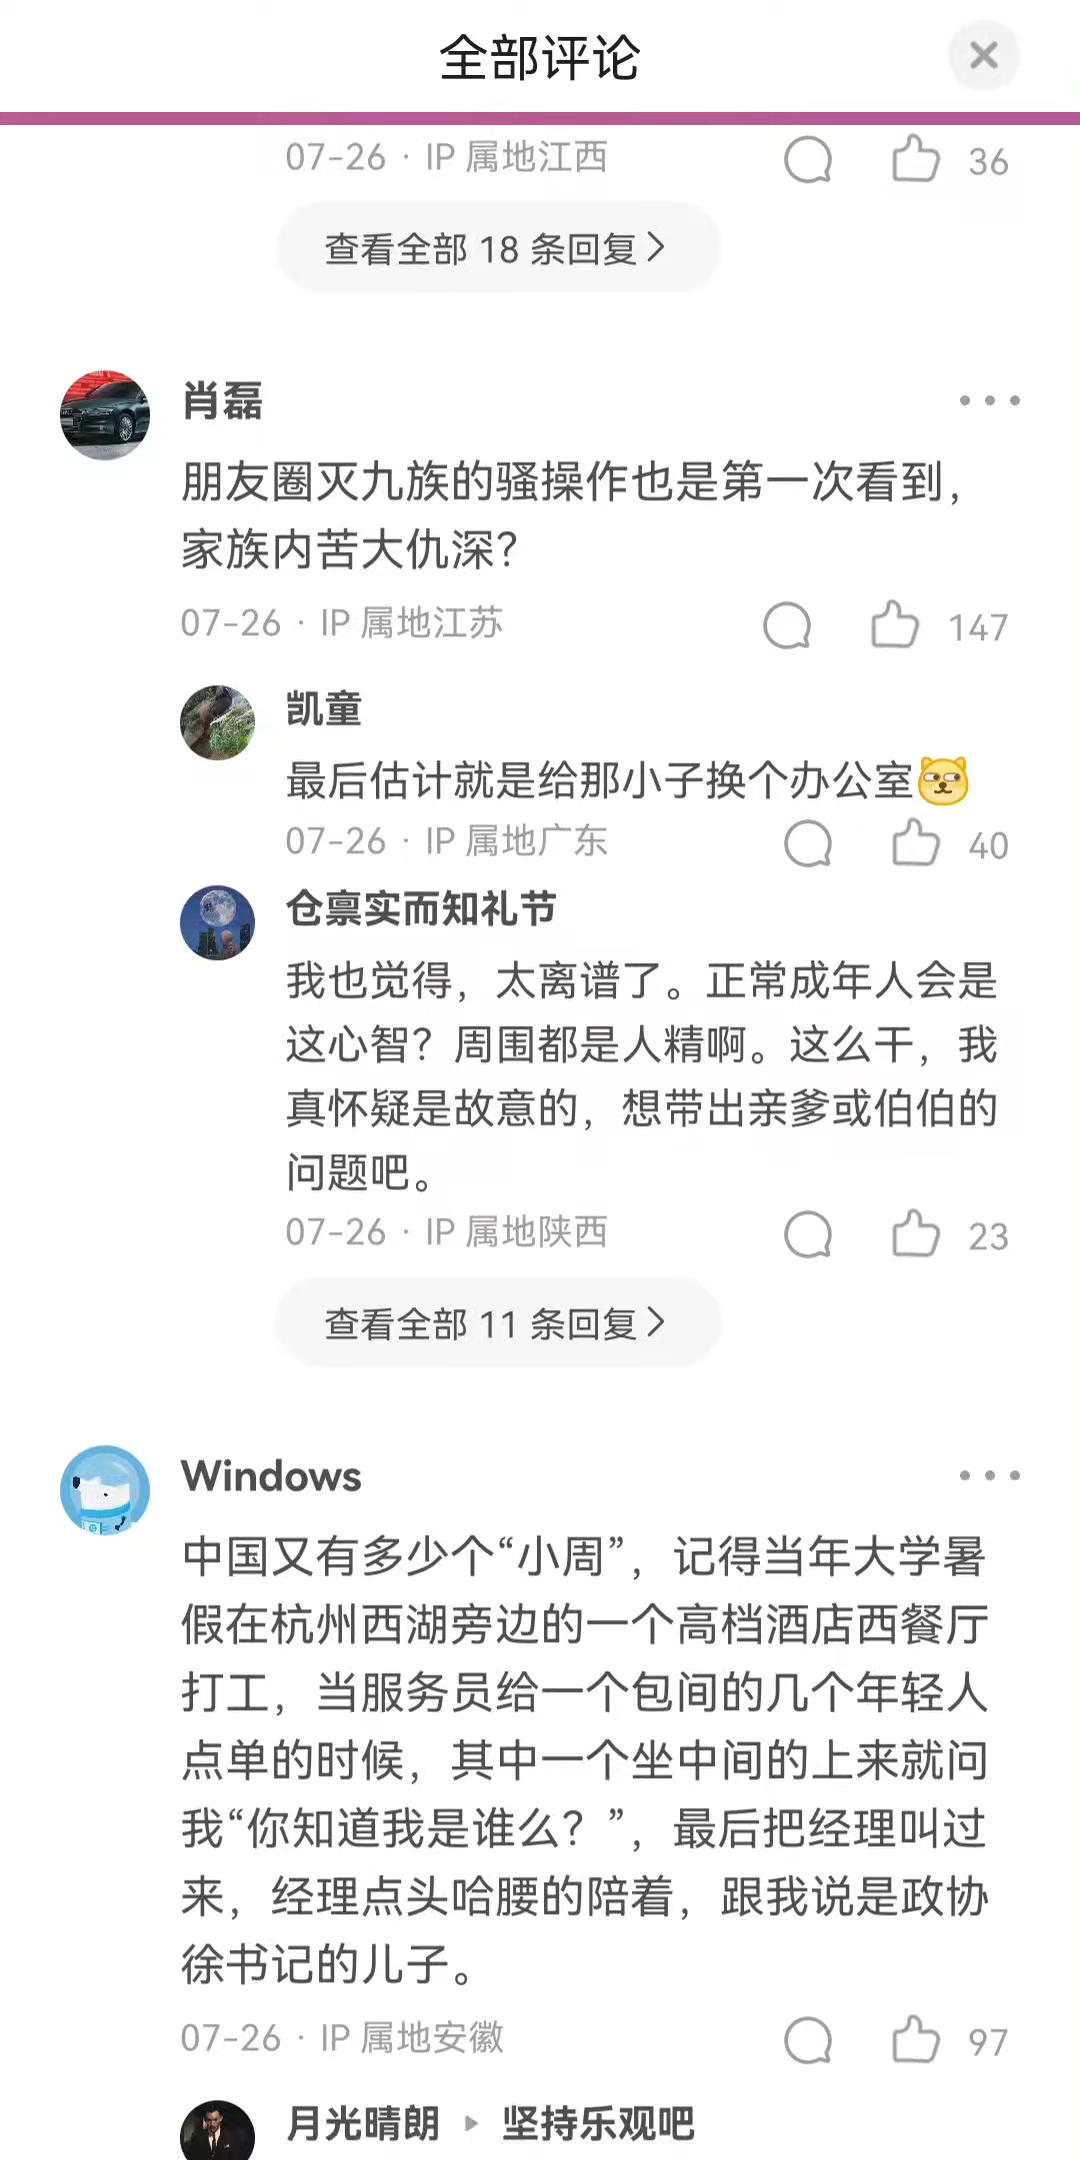 全部评论
07-26 · IP 属地江西 36
查看全部 18 条回复
肖磊
朋友圈灭九族的骚操作也是第一次看到，
家族内苦大仇深？
07-26 · IP 属地江苏 147
凯童
最后估计就是给那小子换个办公室
07-26 · IP 属地广东 40
仓禀实而知礼节
我也觉得，太离谱了。正常成年人会是
这心智？周围都是人精啊。这么干，我
真怀疑是故意的，想带出亲爹或伯伯的
问题吧。
07-26 · IP 属地陕西 23
查看全部 11 条回复
Windows
中国又有多少个“小周”，记得当年大学暑
假在杭州西湖旁边的一个高档酒店西餐厅
打工，当服务员给一个包间的几个年轻人
点单的时候，其中一个坐中间的上来就问
我“你知道我是谁么？”，最后把经理叫过
来，经理点头哈腰的陪着，跟我说是政协
徐书记的儿子。
07-26 · IP 属地安徽 97
月光晴朗 ▸ 坚持乐观吧